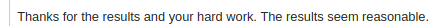 Thanks for the results and your hard work. The results seem reasonable.